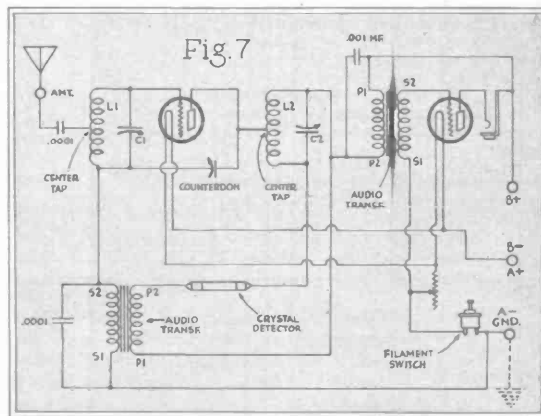 Fig. 7
.001 MF
ANT.
L1
L2
P1
S2
.0001
C1
C2
CENTER
TAP
COUNTERDON
CENTER
TAP
P2
S1
AUDIO
TRANSF.
B+
B-
A+
S2
P2
.0001
AUDIO
TRANSF.
CRYSTAL
DETECTOR
A-
GND.
FILAMENT
SWITCH
S1
P1